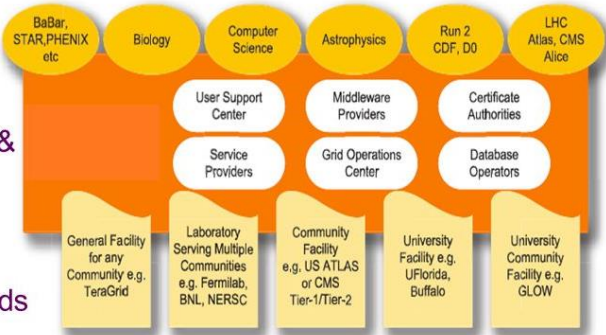 BaBar,
STAR,PHENIX
etc
Biology
Computer
Science
Astrophysics
Run 2
CDF, D0
LHC
Atlas, CMS
Alice
User Support
Center
Middleware
Providers
Certificate
Authorities
&
Service
Providers
Grid Operations
Center
Database
Operators
General Facility
for any
Community e.g.
TeraGrid
Laboratory
Serving Multiple
Communities
e.g. Fermilab,
BNL, NERSC
Community
Facility
e.g. US ATLAS
or CMS
Tier-1/Tier-2
University
Facility e.g.
UFlorida,
Buffalo
University
Community
Facility e.g.
GLOW
ds